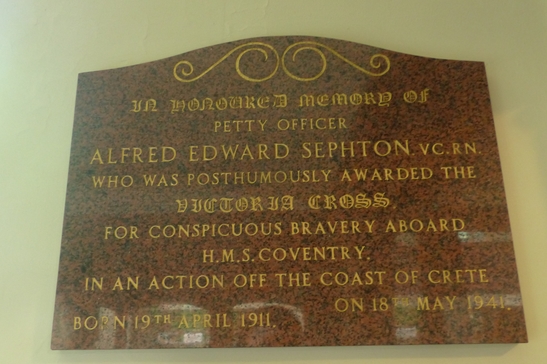 IN HONOURED MEMORY OF
PETTY OFFICER
ALFRED EDWARD SEPHTON VC.RN.
WHO WAS POSTHUMOUSLY AWARDED THE
VICTORIA CROSS
FOR CONSPICUOUS BRAVERY ABOARD
H.M.S. COVENTRY,
IN AN ACTION OFF THE COAST OF CRETE
ON 18TH MAY 1941.
BORN 19TH APRIL 1911.